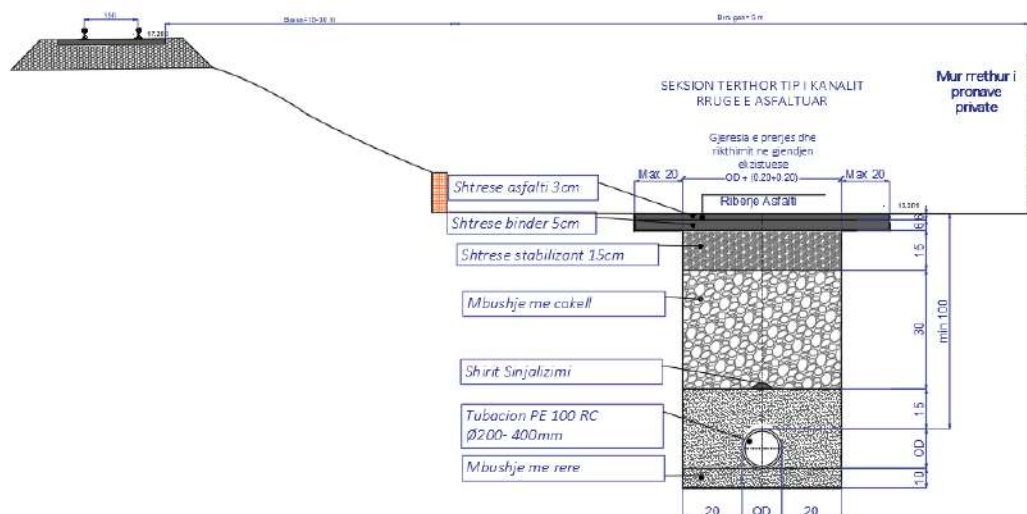 150
17.20
SEKSION TERTHOR TIP I KANALIT
RRUGE E ASFALTUAR
Mur rrethur i
pronave
private
Gjeresia e prerjes dhe
rikthimit ne gjendjen
ekzistuese
OD + (0.20+0.20)
Max 20
Max 20
Riberje Asfalti
Shtrese asfalti 3cm
Shtrese binder 5cm
Shtrese stabilizant 15cm
Mbushje me cakell
Shirit Sinjalizimi
Tubacion PE 100 RC
Ø200- 400mm
Mbushje me rere
15
30
min 100
15
OD
10
20
OD
20